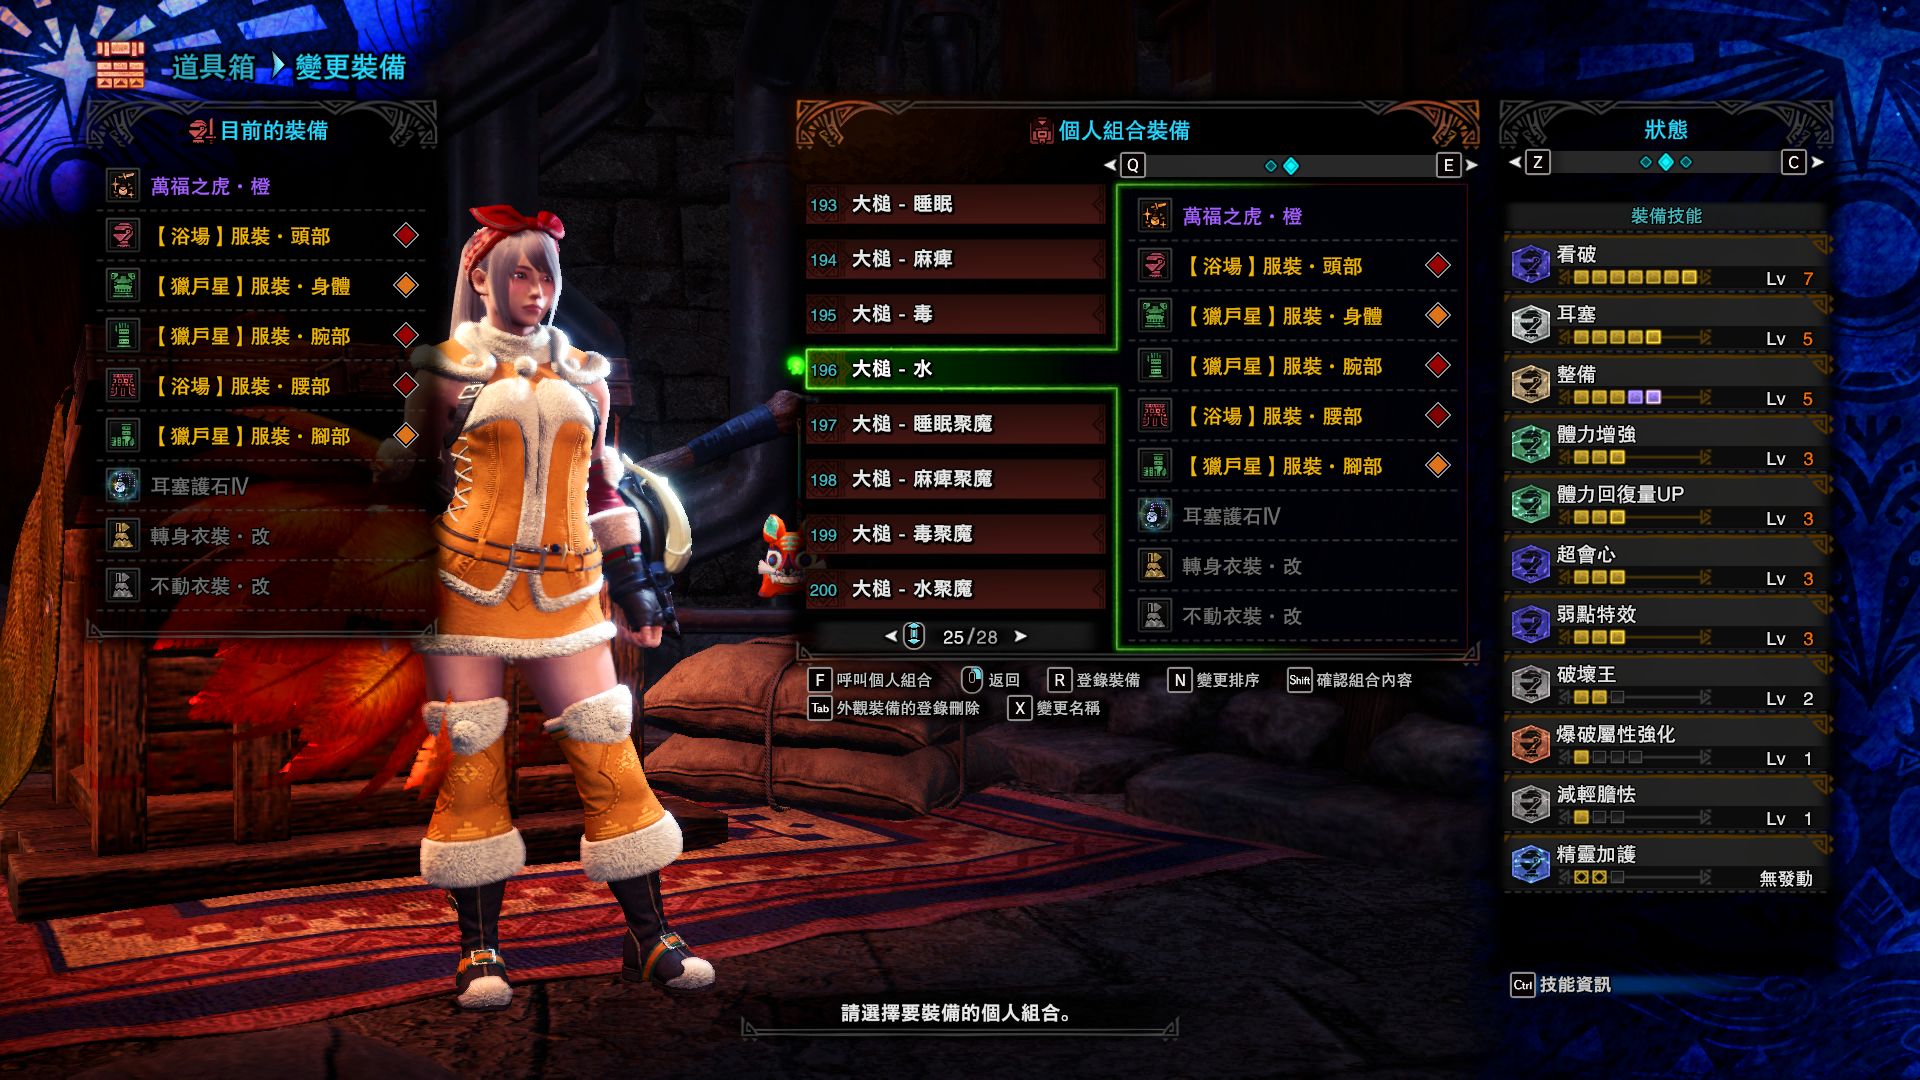 道具箱 變更裝備
目前的裝備
萬福之虎・橙
【浴場】服裝・頭部
【獵戶星】服裝・身體
【獵戶星】服裝・腕部
【浴場】服裝・腰部
【獵戶星】服裝・腳部
耳塞護石Ⅳ
轉身衣裝・改
不動衣裝・改
個人組合裝備
Q E
193 大槌 - 睡眠
194 大槌 - 麻痺
195 大槌 - 毒
196 大槌 - 水
197 大槌 - 睡眠聚魔
198 大槌 - 麻痺聚魔
199 大槌 - 毒聚魔
200 大槌 - 水聚魔
25/28
萬福之虎・橙
【浴場】服裝・頭部
【獵戶星】服裝・身體
【獵戶星】服裝・腕部
【浴場】服裝・腰部
【獵戶星】服裝・腳部
耳塞護石Ⅳ
轉身衣裝・改
不動衣裝・改
F 呼叫個人組合 返回 R 登錄裝備 N 變更排序 Shift 確認組合內容
Tab 外觀裝備的登錄刪除 X 變更名稱
狀態
Z C
裝備技能
看破
Lv 7
耳塞
Lv 5
整備
Lv 5
體力增強
Lv 3
體力回復量UP
Lv 3
超會心
Lv 3
弱點特效
Lv 3
破壞王
Lv 2
爆破屬性強化
Lv 1
減輕膽怯
Lv 1
精靈加護
無發動
Ctrl 技能資訊
請選擇要裝備的個人組合。